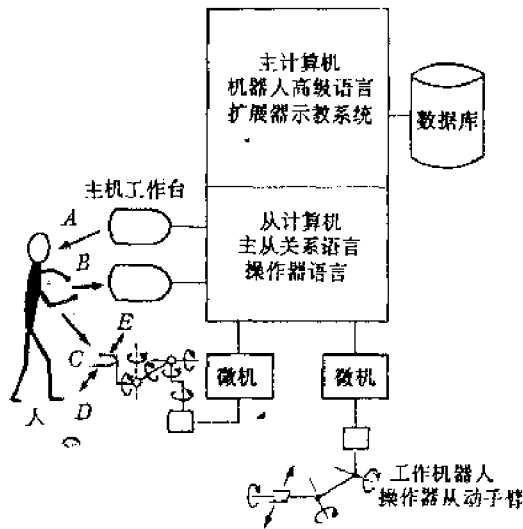 主计算机
机器人高级语言
扩展器示教系统
数据库
主机工作台
A
从计算机
主从关系语言
操作器语言
B
E
C
D
微机
微机
人
工作机器人
操作器从动手臂